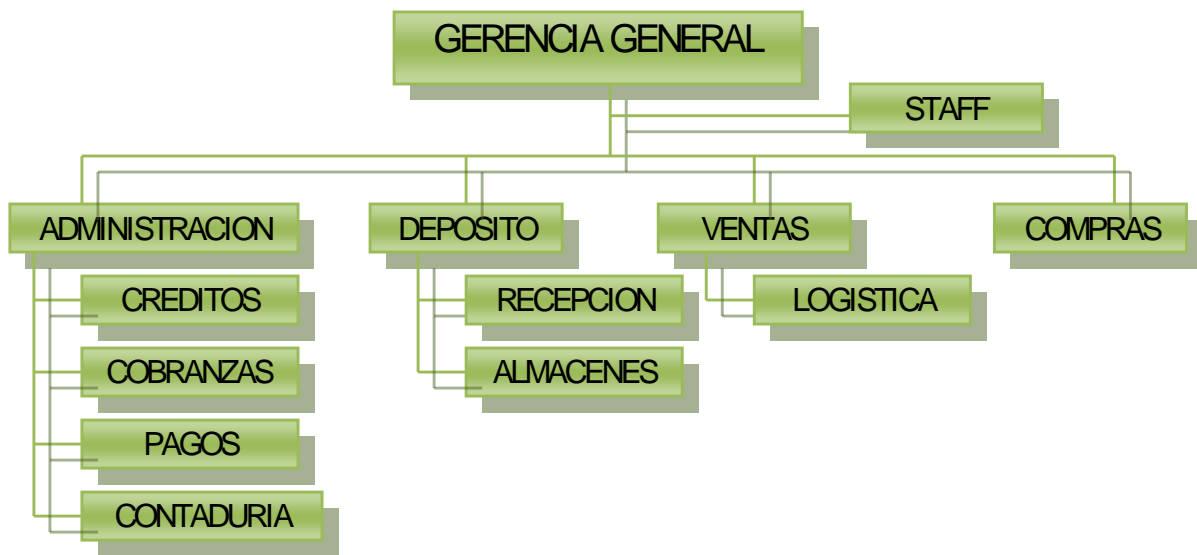 GERENCIA GENERAL
STAFF
ADMINISTRACION
DEPOSITO
VENTAS
COMPRAS
CREDITOS
RECEPCION
LOGISTICA
COBRANZAS
ALMACENES
PAGOS
CONTADURIA